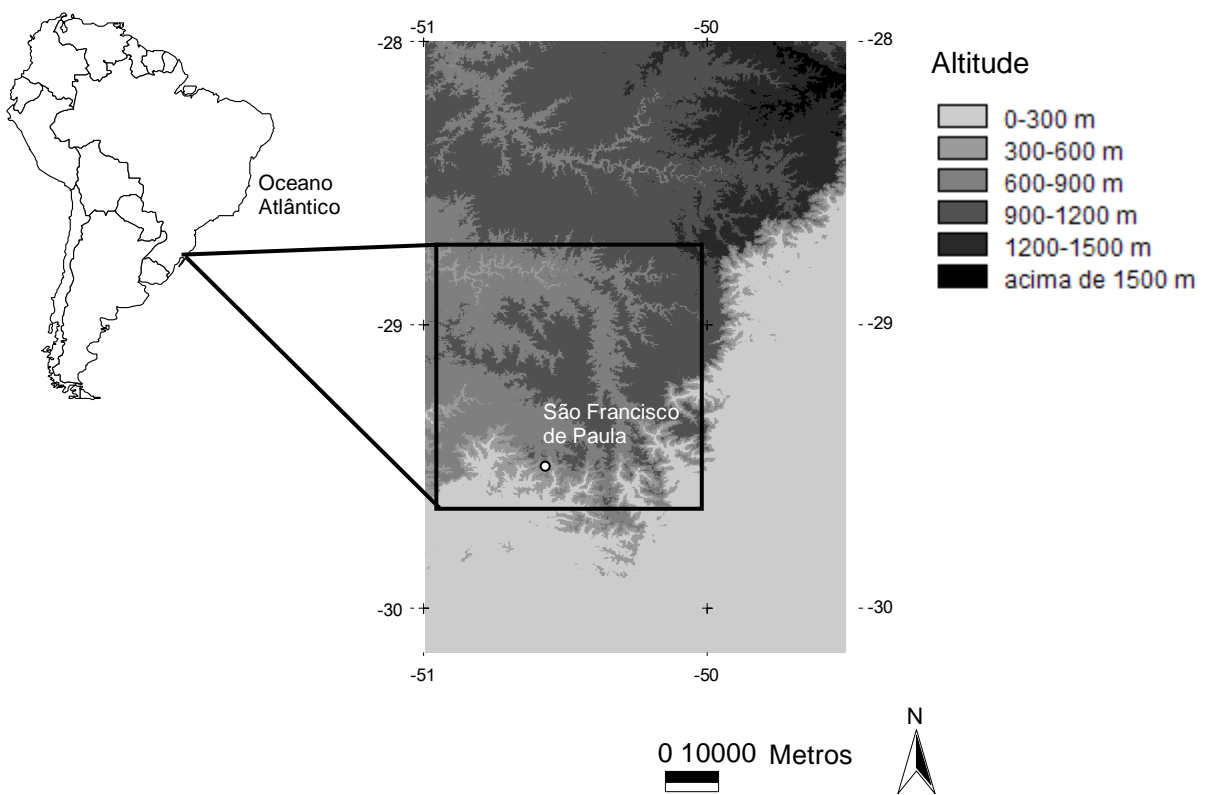 -51
-50
-28
- -28
Altitude
0-300 m
300-600 m
600-900 m
900-1200 m
1200-1500 m
acima de 1500 m
Oceano
Atlântico
-29
- -29
São Francisco
de Paula
-30
- -30
-51
-50
N
0 10000 Metros